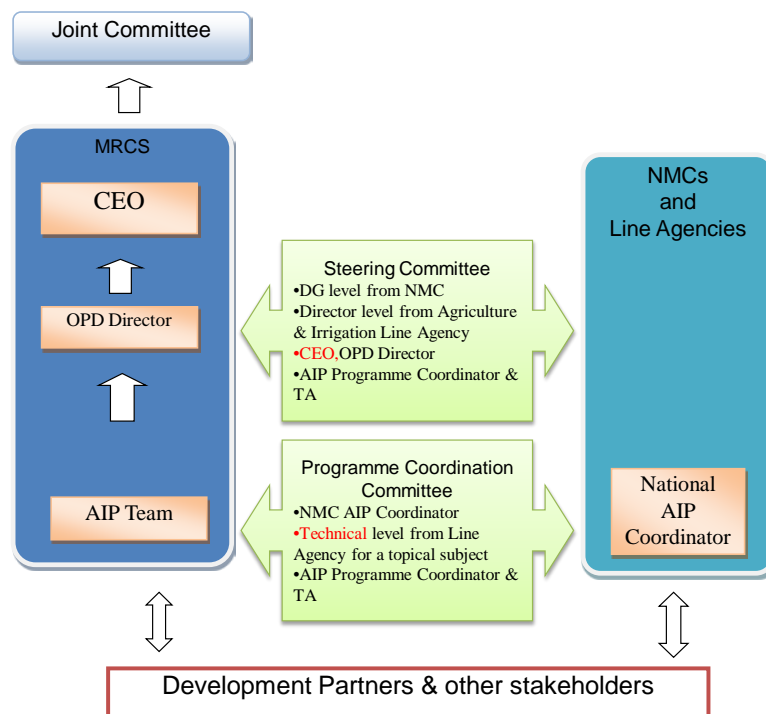 Joint Committee
MRCS
CEO
OPD Director
AIP Team
Steering Committee
•DG level from NMC
•Director level from Agriculture
& Irrigation Line Agency
•CEO,OPD Director
•AIP Programme Coordinator &
TA
Programme Coordination
Committee
•NMC AIP Coordinator
•Technical level from Line
Agency for a topical subject
•AIP Programme Coordinator &
TA
NMCs
and
Line Agencies
National
AIP
Coordinator
Development Partners & other stakeholders